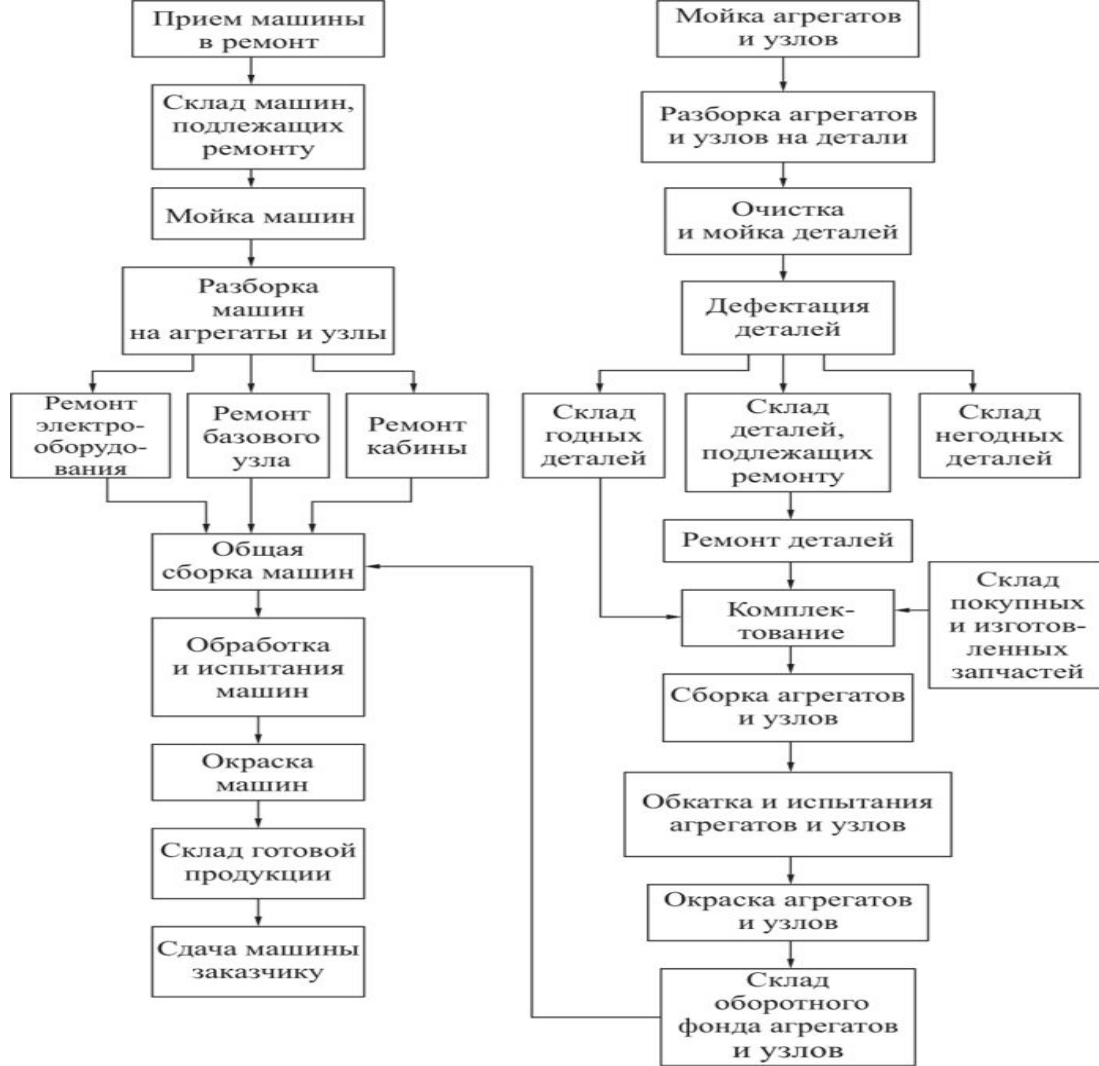 Прием машины
в ремонт
Склад машин,
подлежащих
ремонту
Мойка машин
Разборка
машин
на агрегаты и узлы
Ремонт
электро-
оборудо-
вания
Ремонт
базового
узла
Ремонт
кабины
Общая
сборка машин
Обработка
и испытания
машин
Окраска
машин
Склад готовой
продукции
Сдача машины
заказчику
Мойка агрегатов
и узлов
Разборка агрегатов
и узлов на детали
Очистка
и мойка деталей
Дефектация
деталей
Склад
годных
деталей
Склад
деталей,
подлежащих
ремонту
Склад
негодных
деталей
Ремонт деталей
Комплек-
тование
Склад
покупных
и изготов-
ленных
запчастей
Сборка агрегатов
и узлов
Обкатка и испытания
агрегатов и узлов
Окраска агрегатов
и узлов
Склад
оборотного
фонда агрегатов
и узлов